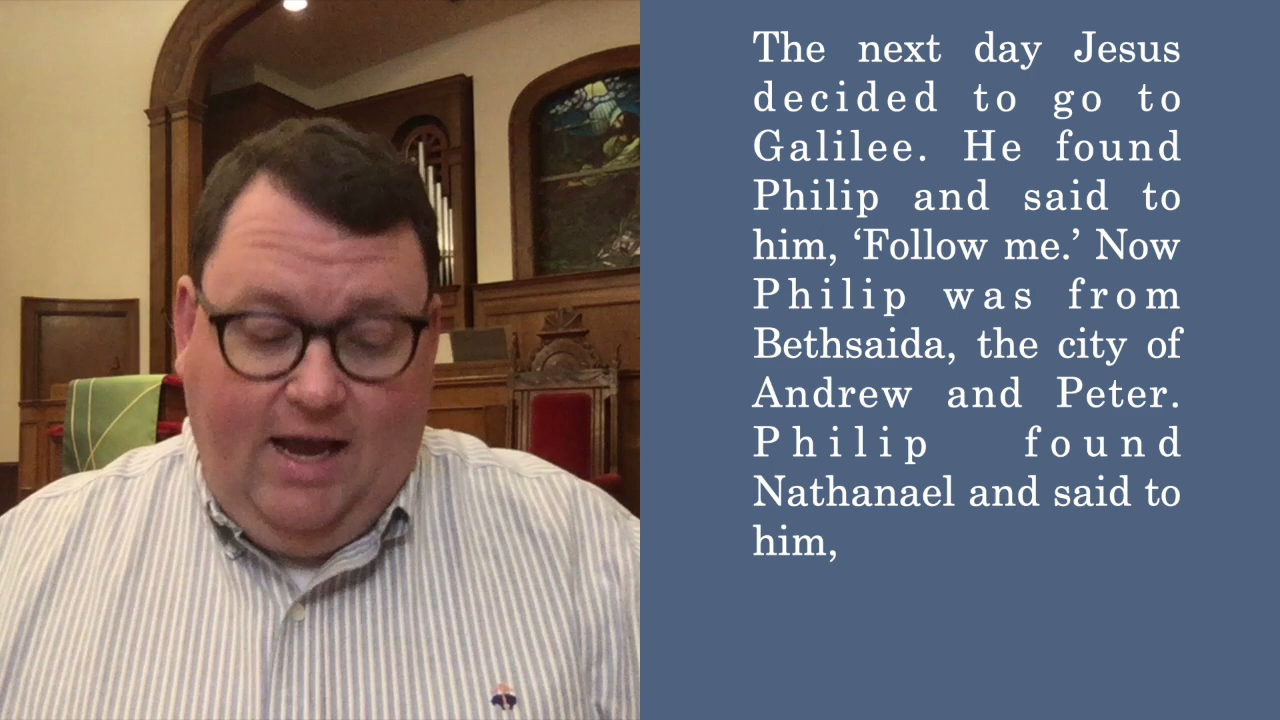 The next day Jesus
decided to go to
Galilee. He found
Philip and said to
him, ‘Follow me.’ Now
Philip was from
Bethsaida, the city of
Andrew and Peter.
Philip found
Nathanael and said to
him,